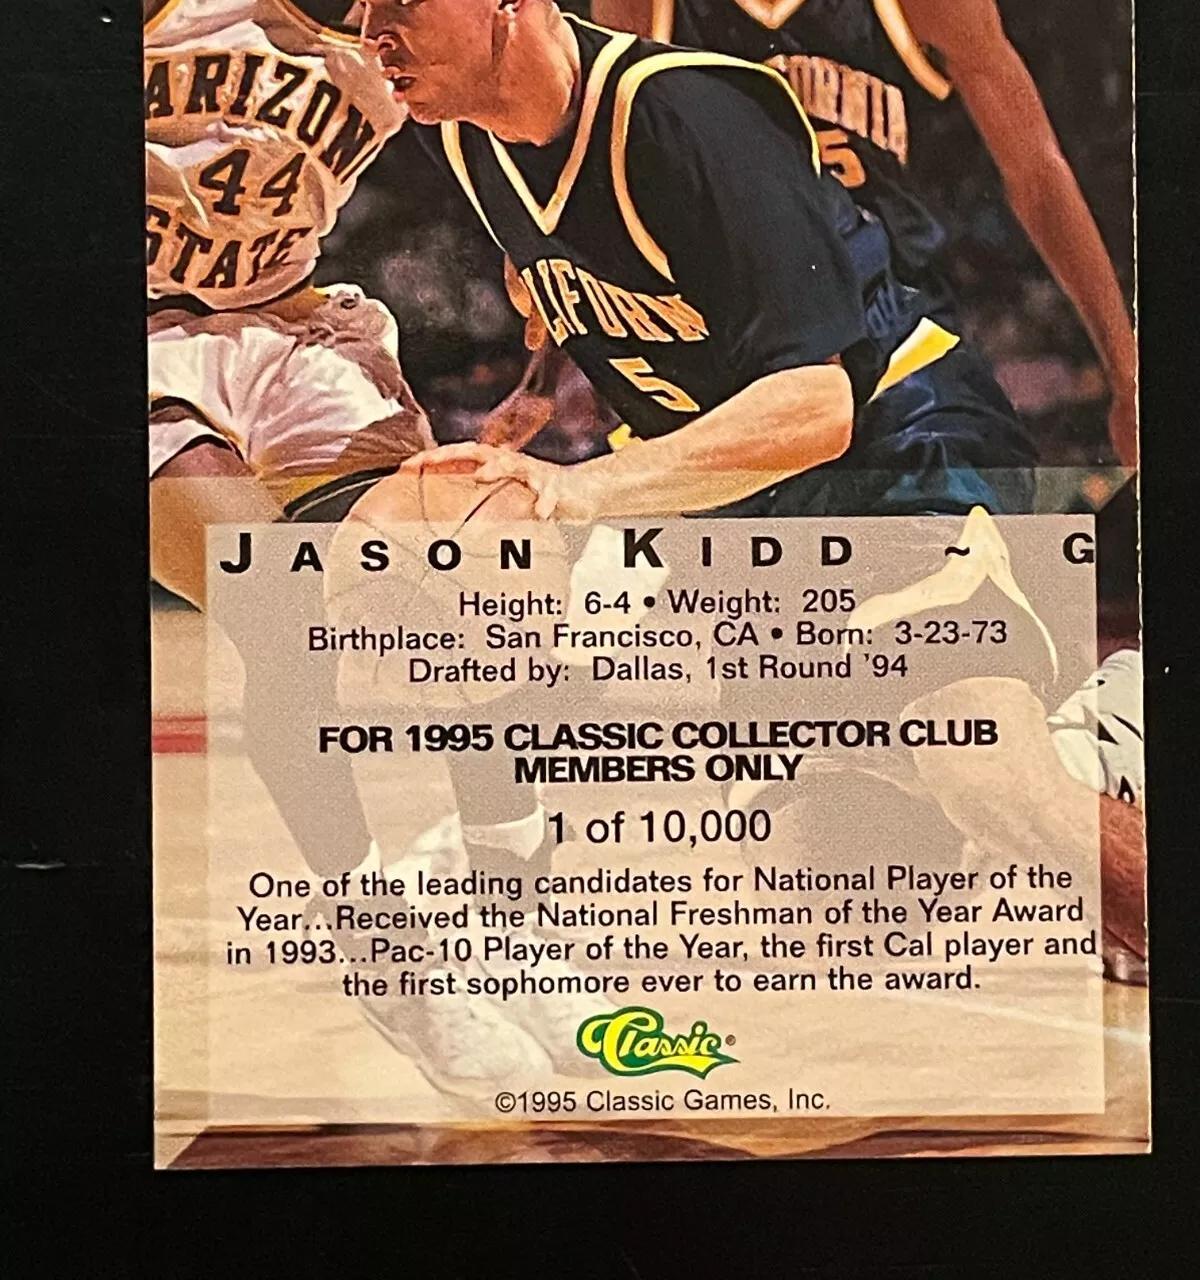 ARIZON
44
STATE
ORNIA
5
LIFORN
5
JASON KIDD ~ G
Height: 6-4 • Weight: 205
Birthplace: San Francisco, CA • Born: 3-23-73
Drafted by: Dallas, 1st Round '94
FOR 1995 CLASSIC COLLECTOR CLUB
MEMBERS ONLY
1 of 10,000
One of the leading candidates for National Player of the
Year...Received the National Freshman of the Year Award
in 1993...Pac-10 Player of the Year, the first Cal player and
the first sophomore ever to earn the award.
Classic®
©1995 Classic Games, Inc.